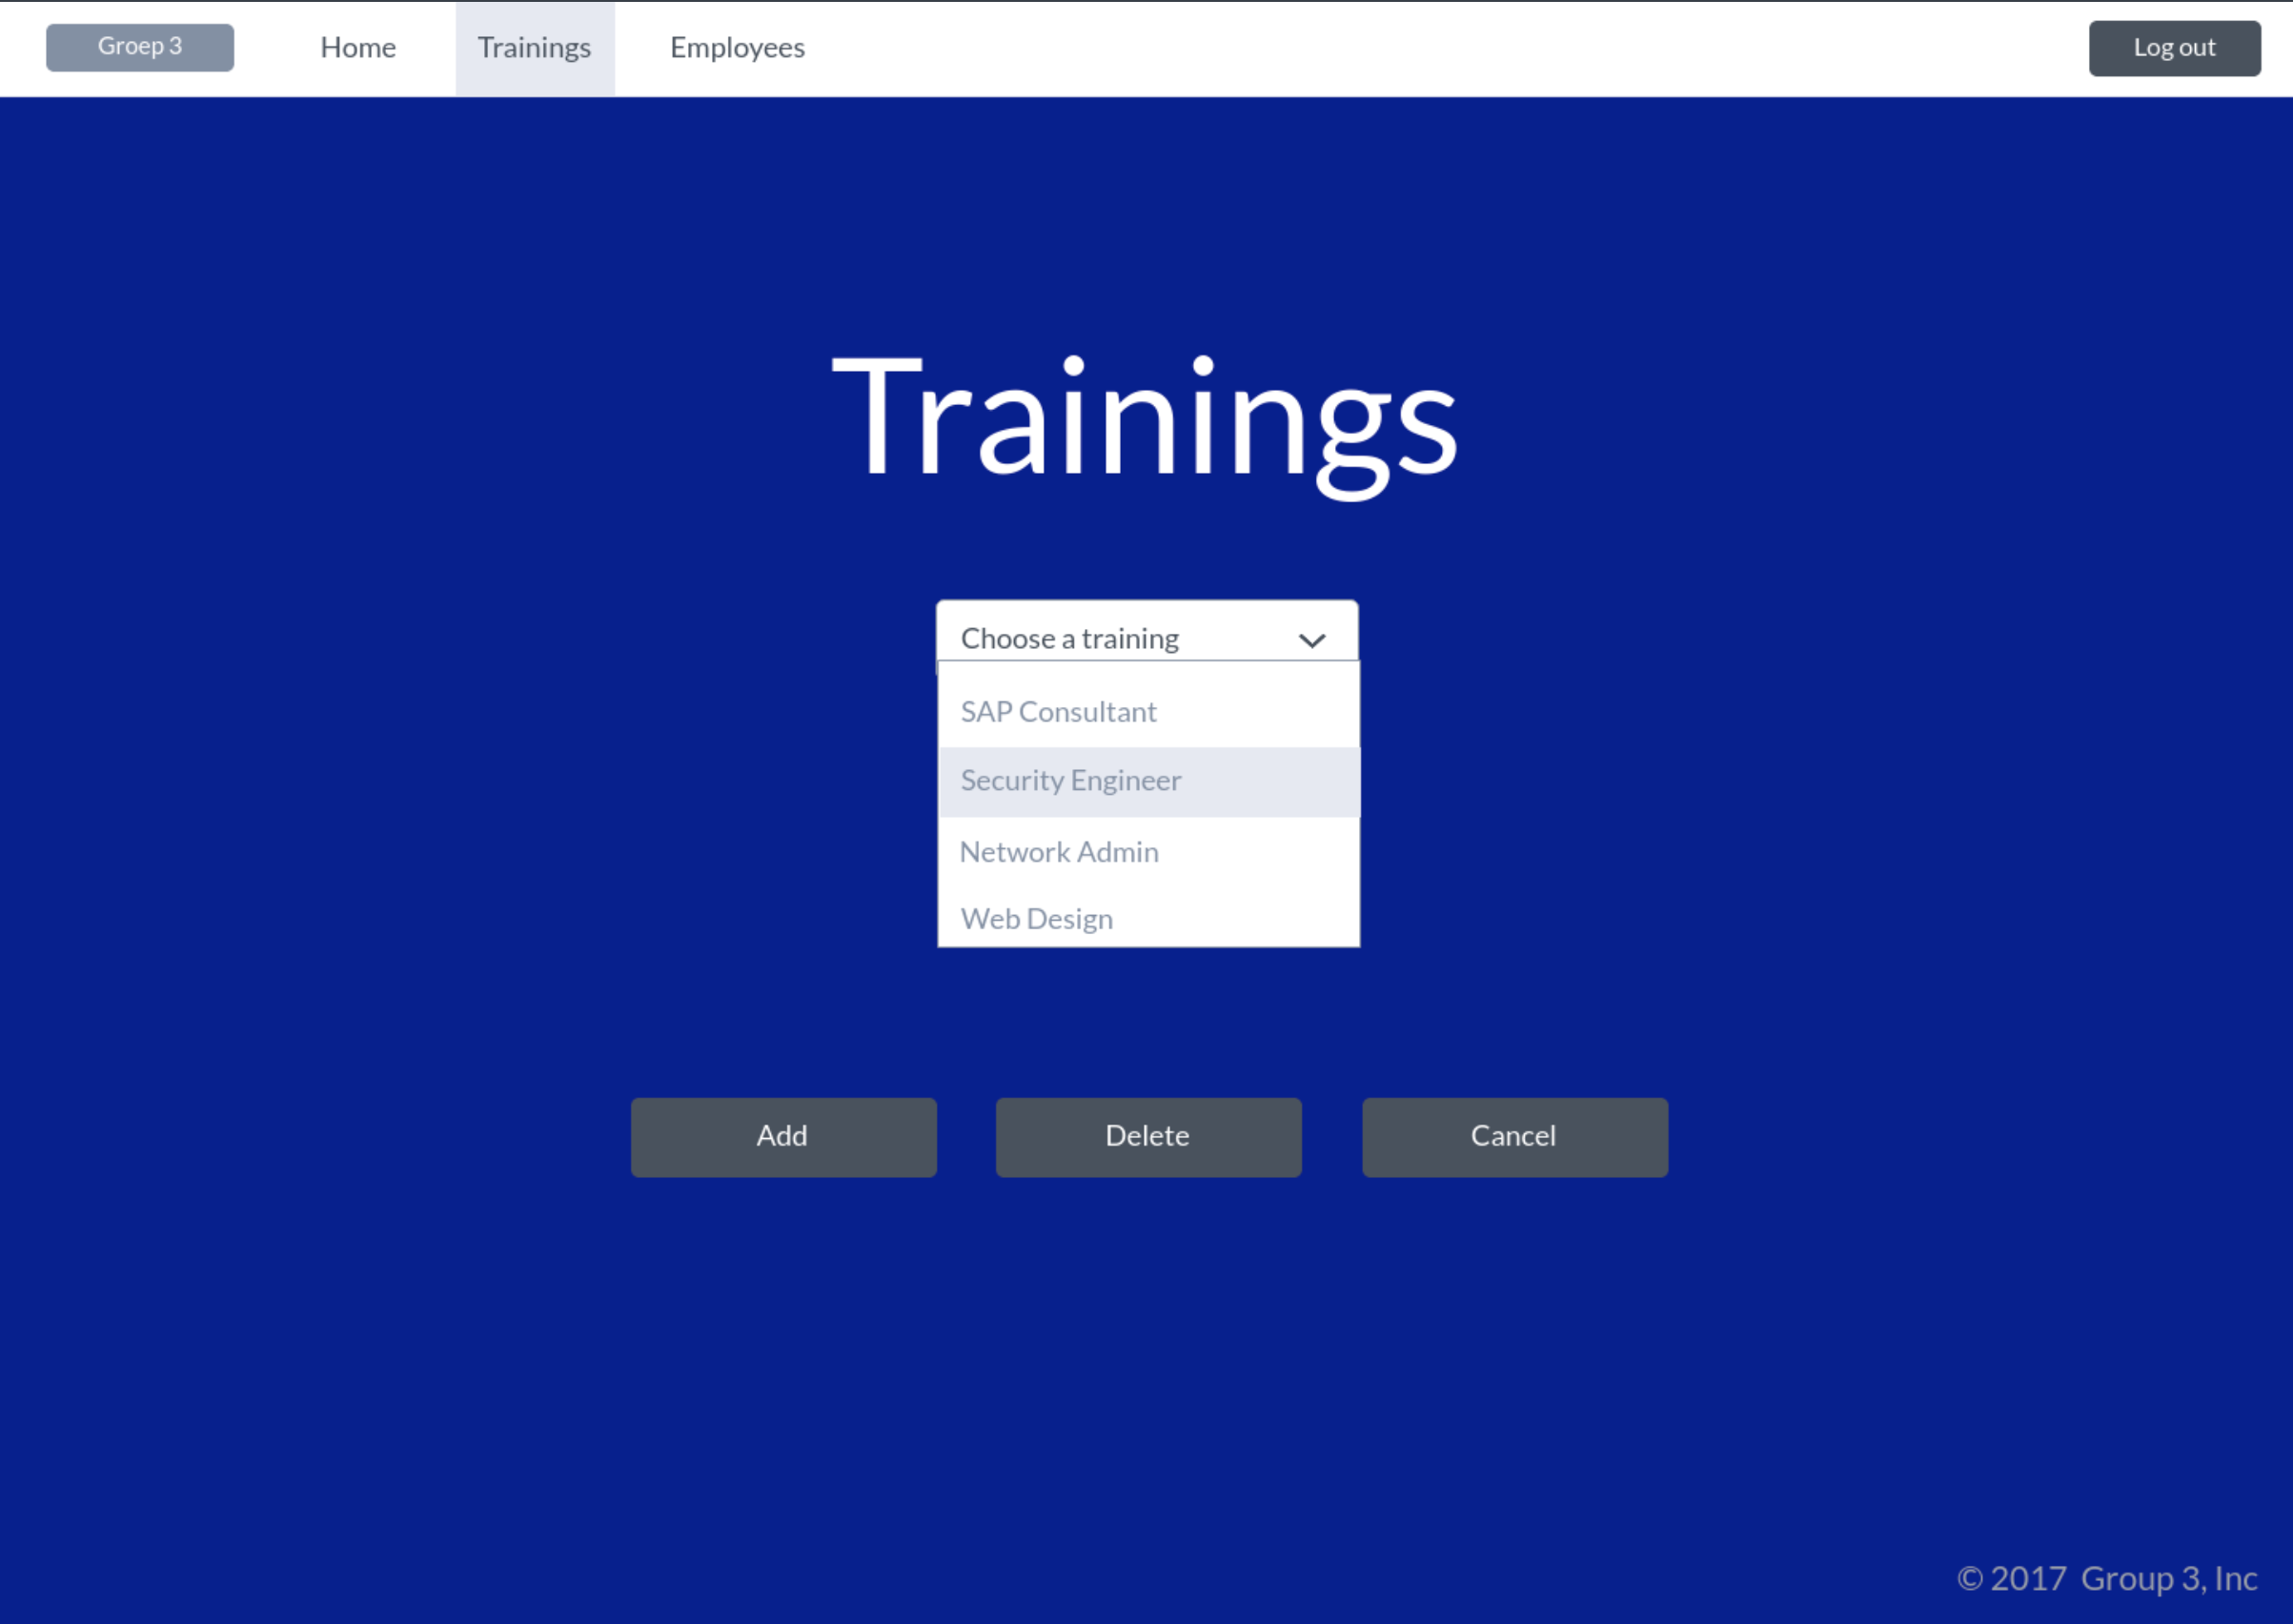 Groep 3 Home Trainings Employees Log out
Trainings
Choose a training
SAP Consultant
Security Engineer
Network Admin
Web Design
Add Delete Cancel
© 2017 Group 3, Inc